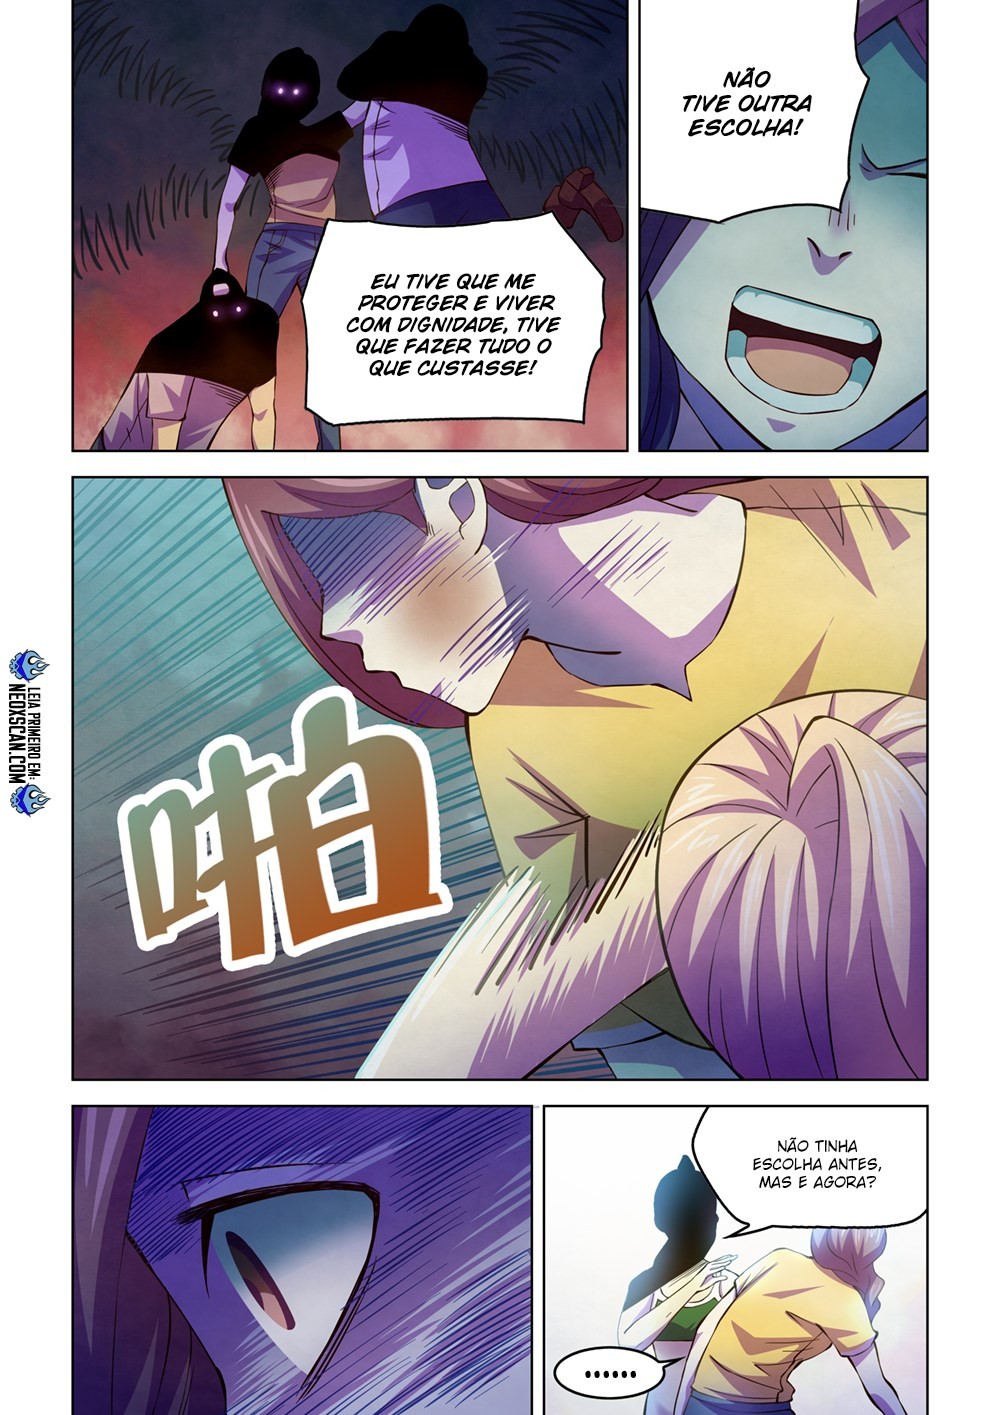 NÃO
TIVE OUTRA
ESCOLHA!
EU TIVE QUE ME
PROTEGER E VIVER
COM DIGNIDADE, TIVE
QUE FAZER TUDO O
QUE CUSTASSE!
啪
LEIA PRIMEIRO EM:
NEOXSCAN.COM
NÃO TINHA
ESCOLHA ANTES,
MAS E AGORA?
......